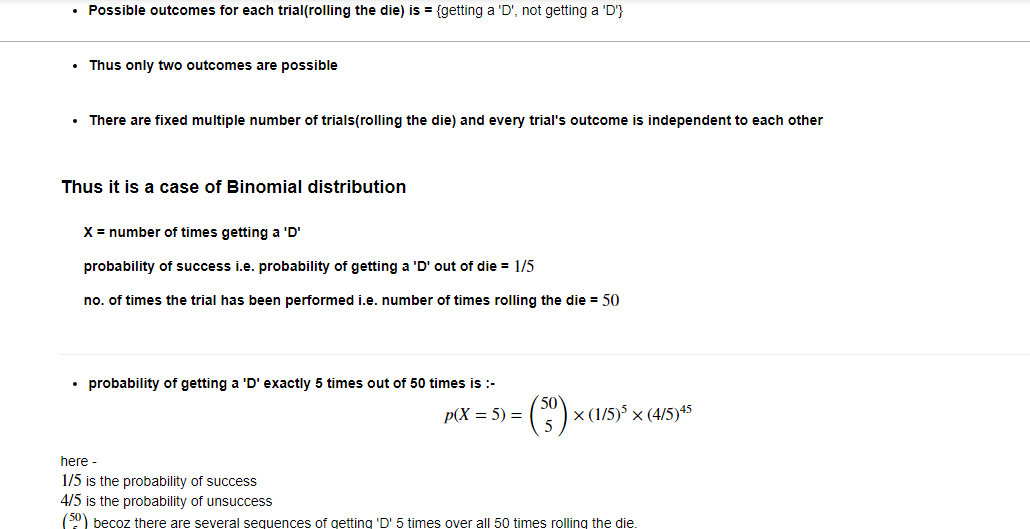 • Possible outcomes for each trial(rolling the die) is = {getting a 'D', not getting a 'D'}
• Thus only two outcomes are possible
• There are fixed multiple number of trials(rolling the die) and every trial's outcome is independent to each other
Thus it is a case of Binomial distribution
X = number of times getting a 'D'
probability of success i.e. probability of getting a 'D' out of die = 1/5
no. of times the trial has been performed i.e. number of times rolling the die = 50
• probability of getting a 'D' exactly 5 times out of 50 times is :-
p(X = 5) = (50 5) × (1/5)^5 × (4/5)^45
here -
1/5 is the probability of success
4/5 is the probability of unsuccess
(50 5) becoz there are several sequences of getting 'D' 5 times over all 50 times rolling the die.